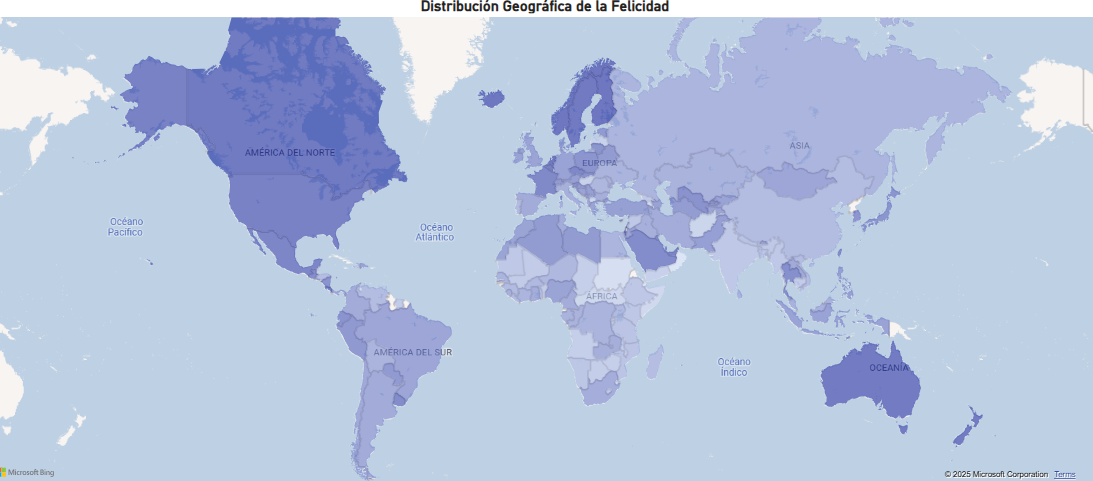 Distribución Geográfica de la Felicidad
AMÉRICA DEL NORTE
EUROPA
ASIA
Océano
Pacífico
Océano
Atlántico
ÁFRICA
AMÉRICA DEL SUR
Océano
Índico
OCEANÍA
Microsoft Bing
© 2025 Microsoft Corporation Terms